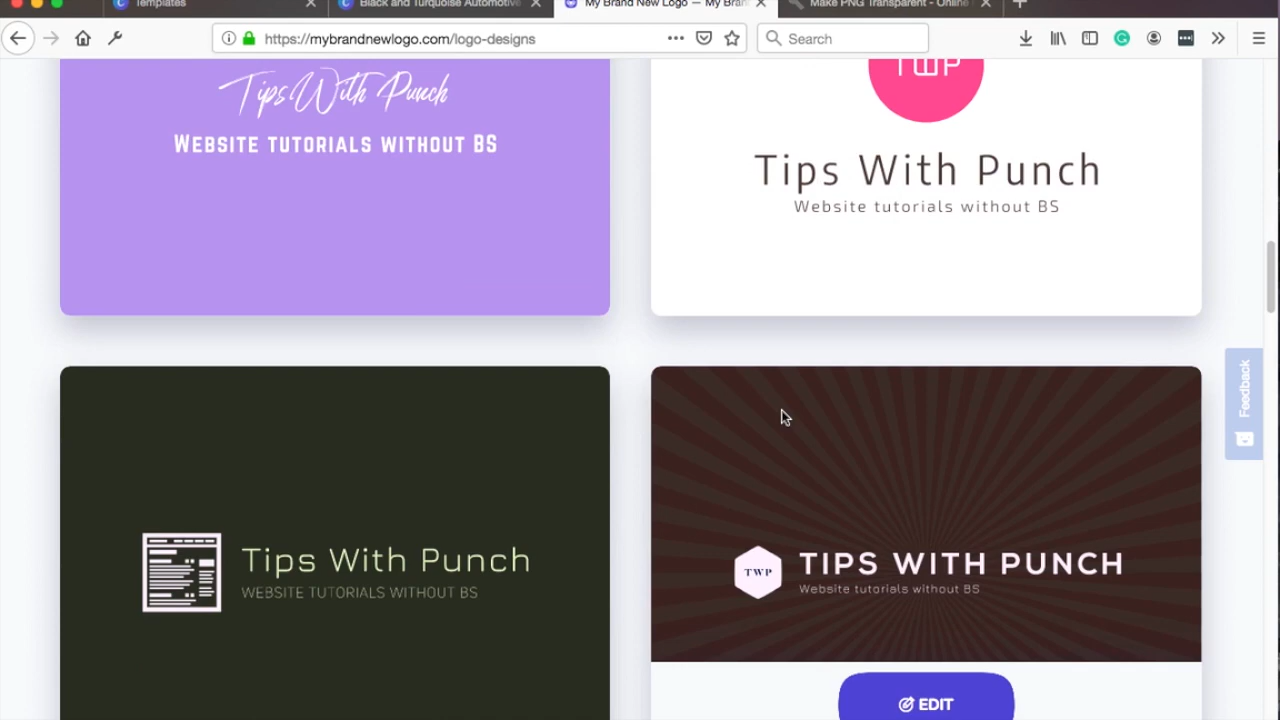 Templates
Black and Turquoise Automotive
My Brand New Logo — My Bran
Make PNG Transparent - Online
https://mybrandnewlogo.com/logo-designs
Search
Tips With Punch
WEBSITE TUTORIALS WITHOUT BS
TWP
Tips With Punch
Website tutorials without BS
Feedback
Tips With Punch
WEBSITE TUTORIALS WITHOUT BS
TWP
TIPS WITH PUNCH
Website tutorials without BS
EDIT